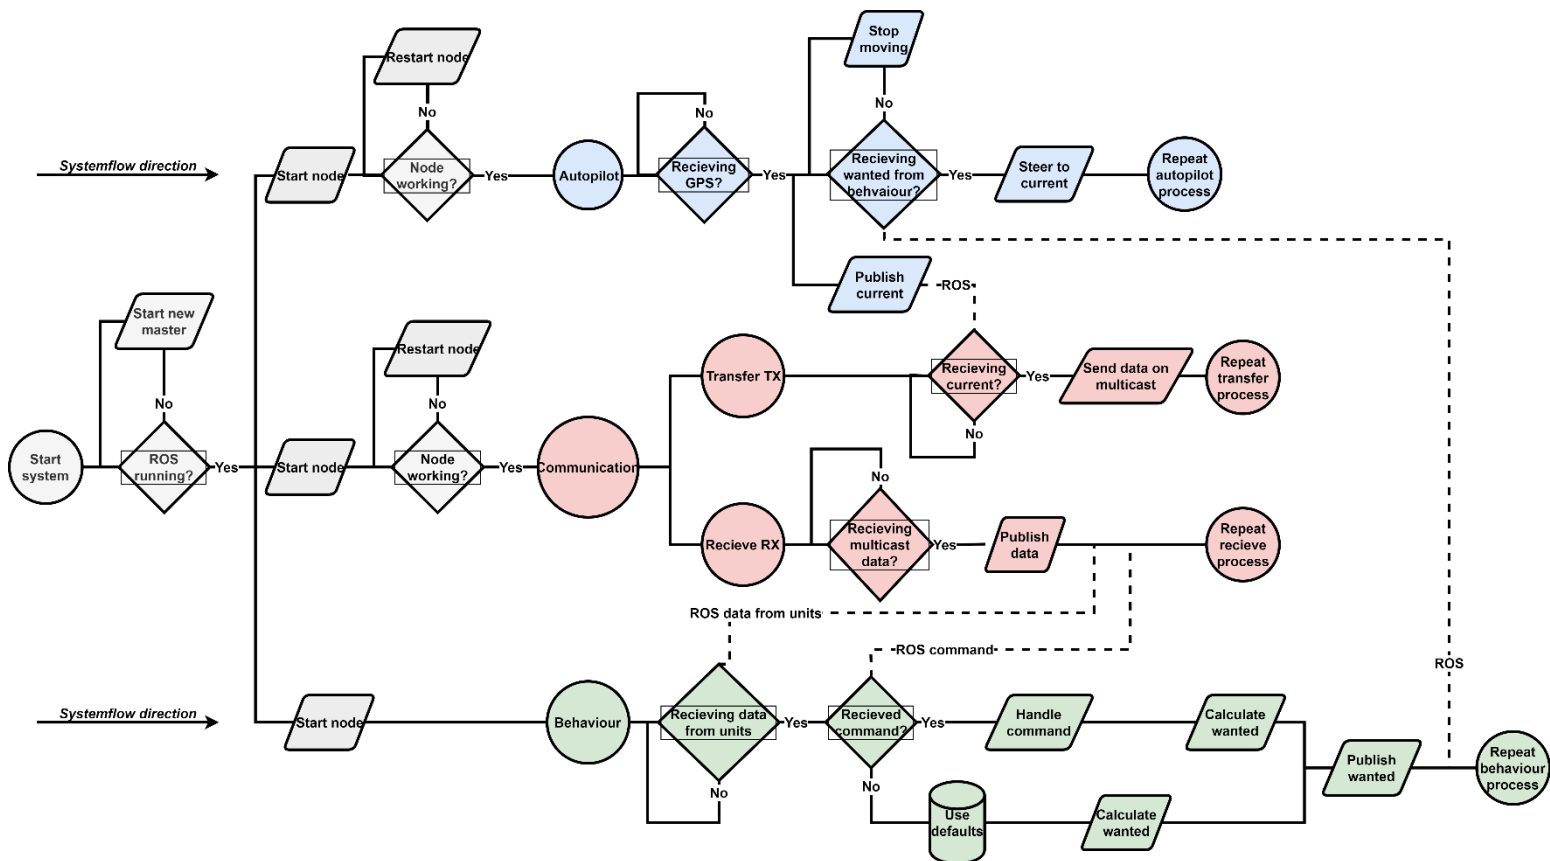 Stop
moving
Restart node
No
No
No
Systemflow direction
Start node
Node
working?
Yes
Autopilot
Recieving
GPS?
Yes
Recieving
wanted from
behvaiour?
Yes
Steer to
current
Repeat
autopilot
process
Publish
current
ROS
Start new
master
Restart node
No
No
Transfer TX
Recieving
current?
Yes
Send data on
multicast
Repeat
transfer
process
No
Start
system
ROS
running?
Yes
Start node
Node
working?
Yes
Communication
No
Recieve RX
Recieving
multicast
data?
Yes
Publish
data
Repeat
recieve
process
ROS data from units
ROS command
ROS
Systemflow direction
Start node
Behaviour
Recieving data
from units
Yes
Recieved
command?
Yes
Handle
command
Calculate
wanted
No
No
Use
defaults
Calculate
wanted
Publish
wanted
Repeat
behaviour
process